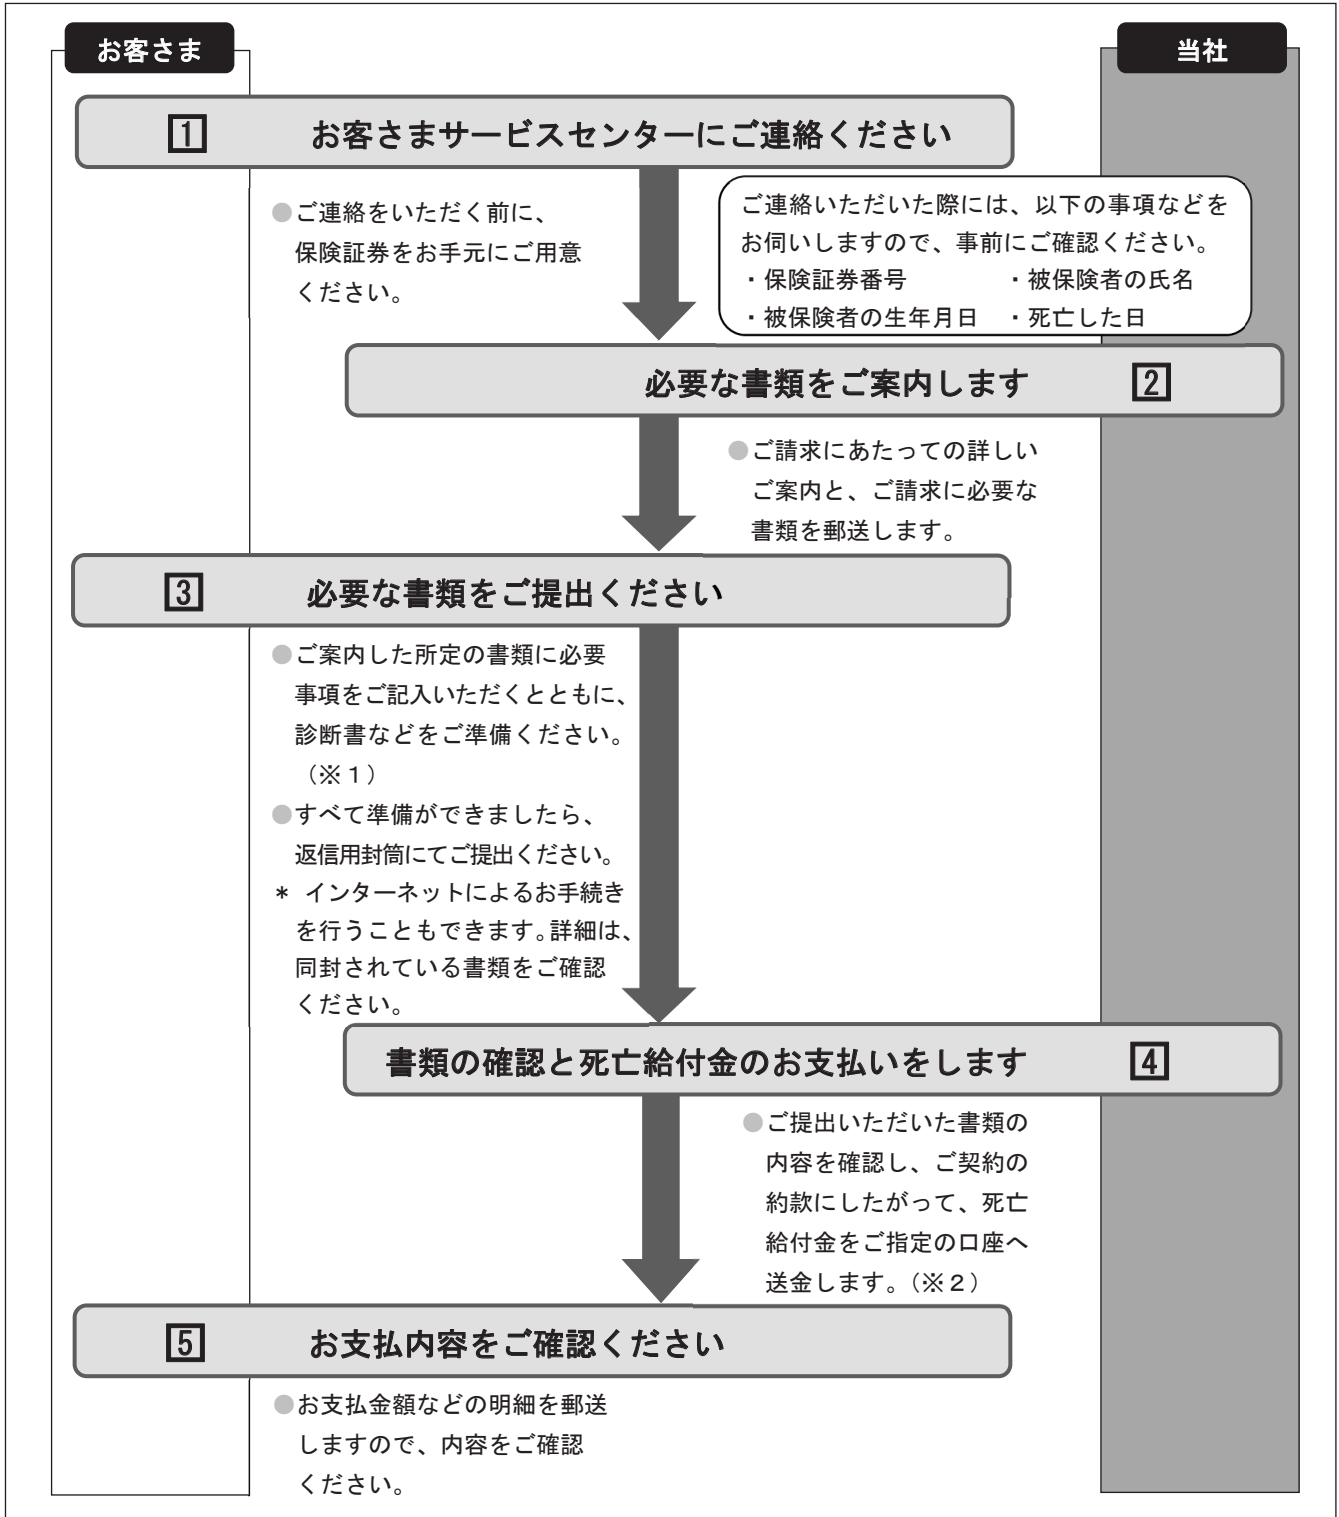 お客さま
当社
1 お客さまサービスセンターにご連絡ください
●ご連絡をいただく前に、
保険証券をお手元にご用意
ください。
ご連絡いただいた際には、以下の事項などを
お伺いしますので、事前にご確認ください。
・保険証券番号 ・被保険者の氏名
・被保険者の生年月日 ・死亡した日
必要な書類をご案内します 2
●ご請求にあたっての詳しい
ご案内と、ご請求に必要な
書類を郵送します。
3 必要な書類をご提出ください
●ご案内した所定の書類に必要
事項をご記入いただくとともに、
診断書などをご準備ください。
（※１）
●すべて準備ができましたら、
返信用封筒にてご提出ください。
* インターネットによるお手続き
を行うこともできます。詳細は、
同封されている書類をご確認
ください。
書類の確認と死亡給付金のお支払いをします 4
●ご提出いただいた書類の
内容を確認し、ご契約の
約款にしたがって、死亡
給付金をご指定の口座へ
送金します。（※２）
5 お支払内容をご確認ください
●お支払金額などの明細を郵送
しますので、内容をご確認
ください。